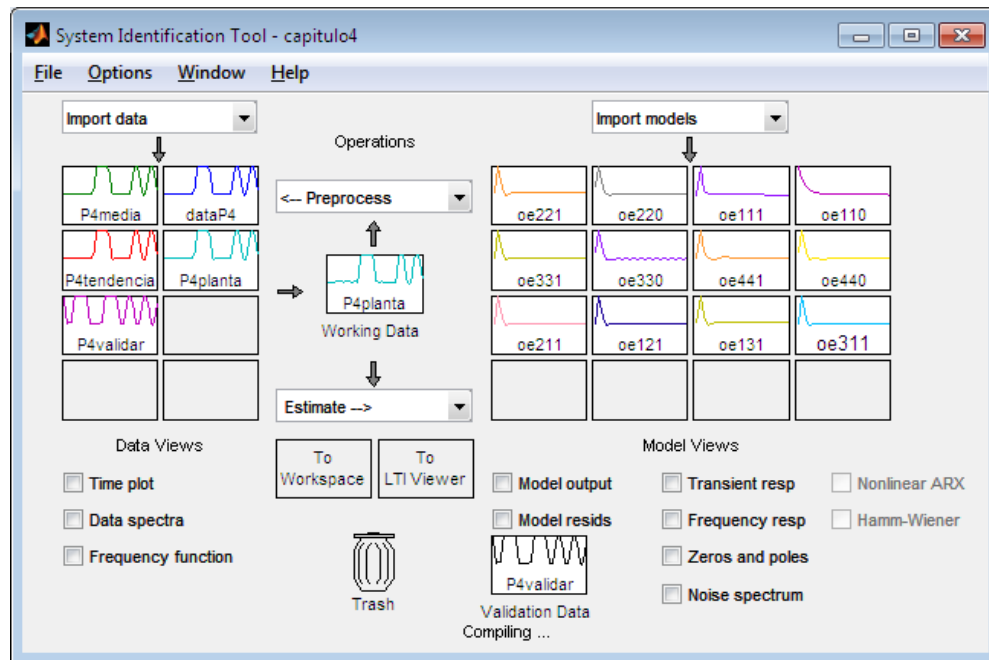 System Identification Tool - capitulo4
File Options Window Help
Import data
Operations
Import models
P4media dataP4
<-- Preprocess
oe221 oe220 oe111 oe110
P4tendencia P4planta
P4planta
Working Data
oe331 oe330 oe441 oe440
P4validar
oe211 oe121 oe131 oe311
Estimate -->
Data Views
Model Views
To Workspace
To LTI Viewer
Time plot
Data spectra
Frequency function
Trash
Model output
Model resids
P4validar
Validation Data
Transient resp
Frequency resp
Zeros and poles
Noise spectrum
Nonlinear ARX
Hamm-Wiener
Compiling ...